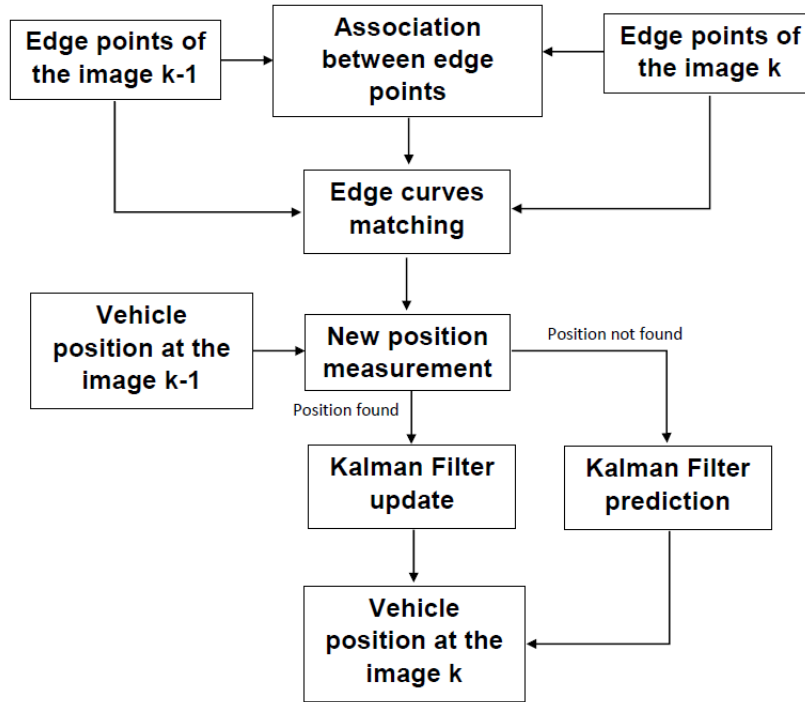 Edge points of
the image k-1
Association
between edge
points
Edge points of
the image k
Edge curves
matching
Vehicle
position at the
image k-1
New position
measurement
Position not found
Position found
Kalman Filter
update
Kalman Filter
prediction
Vehicle
position at the
image k